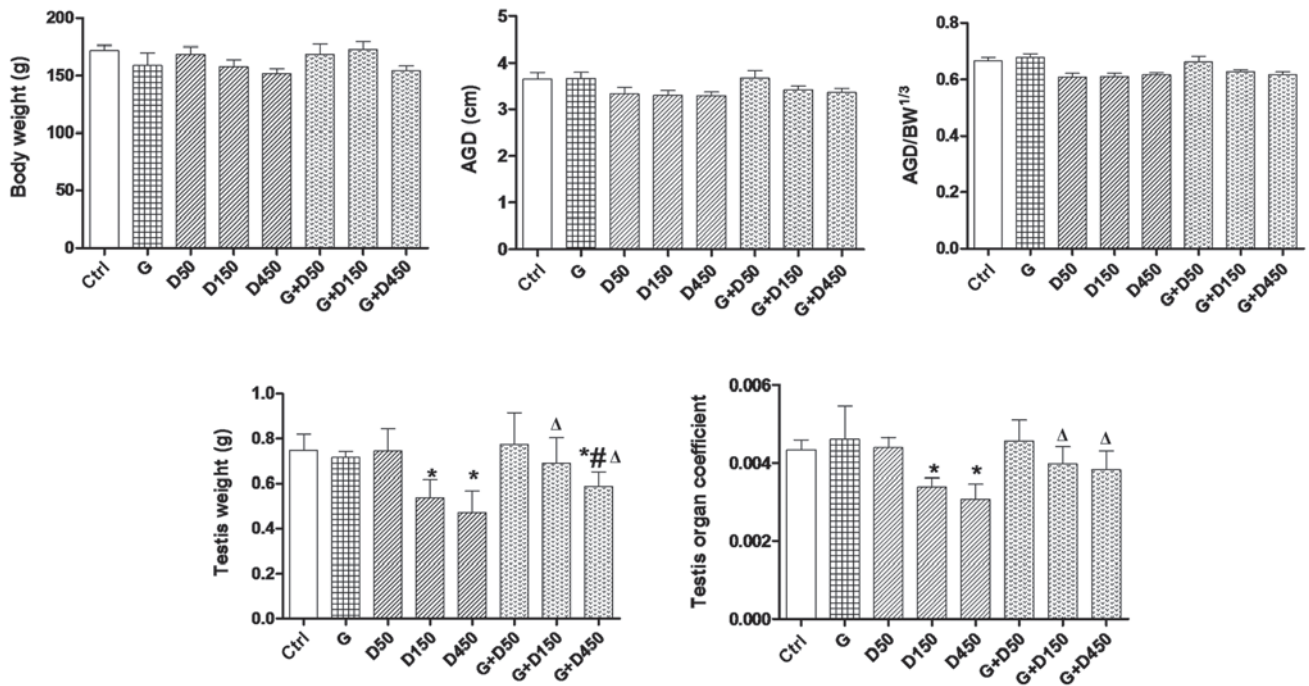 Body weight (g)
200
150
100
50
0
Ctrl
G
D50
D150
D450
G+D50
G+D150
G+D450
AGD (cm)
5
4
3
2
1
0
Ctrl
G
D50
D150
D450
G+D50
G+D150
G+D450
AGD/BW1/3
0.8
0.6
0.4
0.2
0.0
Ctrl
G
D50
D150
D450
G+D50
G+D150
G+D450
Testis weight (g)
1.0
0.8
0.6
0.4
0.2
0.0
*
*
Δ
*#Δ
Ctrl
G
D50
D150
D450
G+D50
G+D150
G+D450
Testis organ coefficient
0.006
0.004
0.002
0.000
*
*
Δ
Δ
Ctrl
G
D50
D150
D450
G+D50
G+D150
G+D450